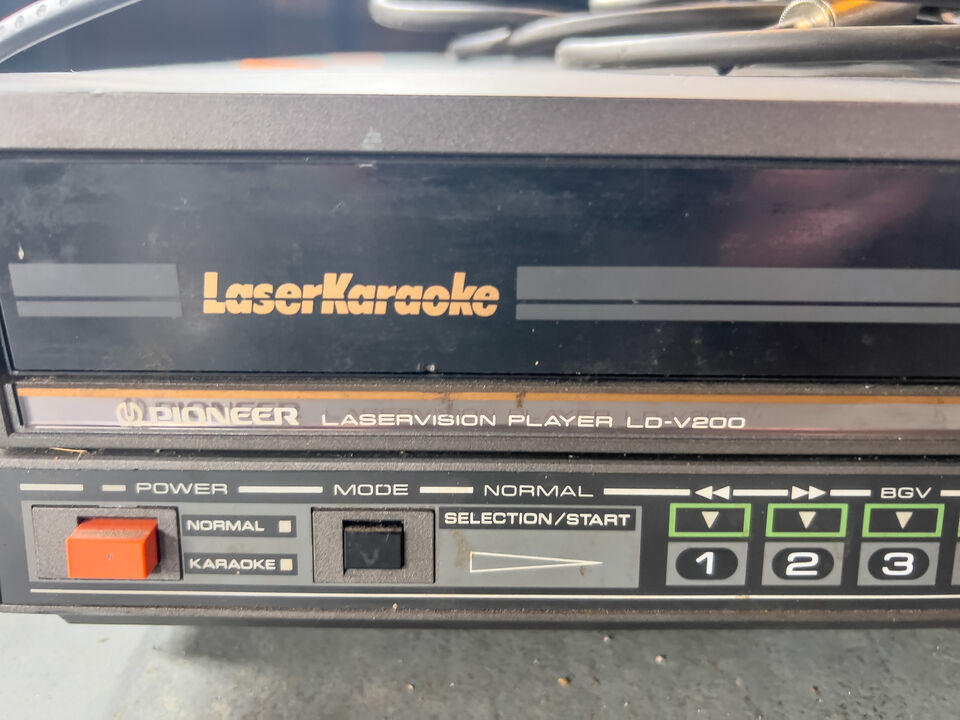 LaserKaraoke
PIONEER LASERVISION PLAYER LD-V200
POWER MODE NORMAL BGV
NORMAL SELECTION/START
KARAOKE 1 2 3